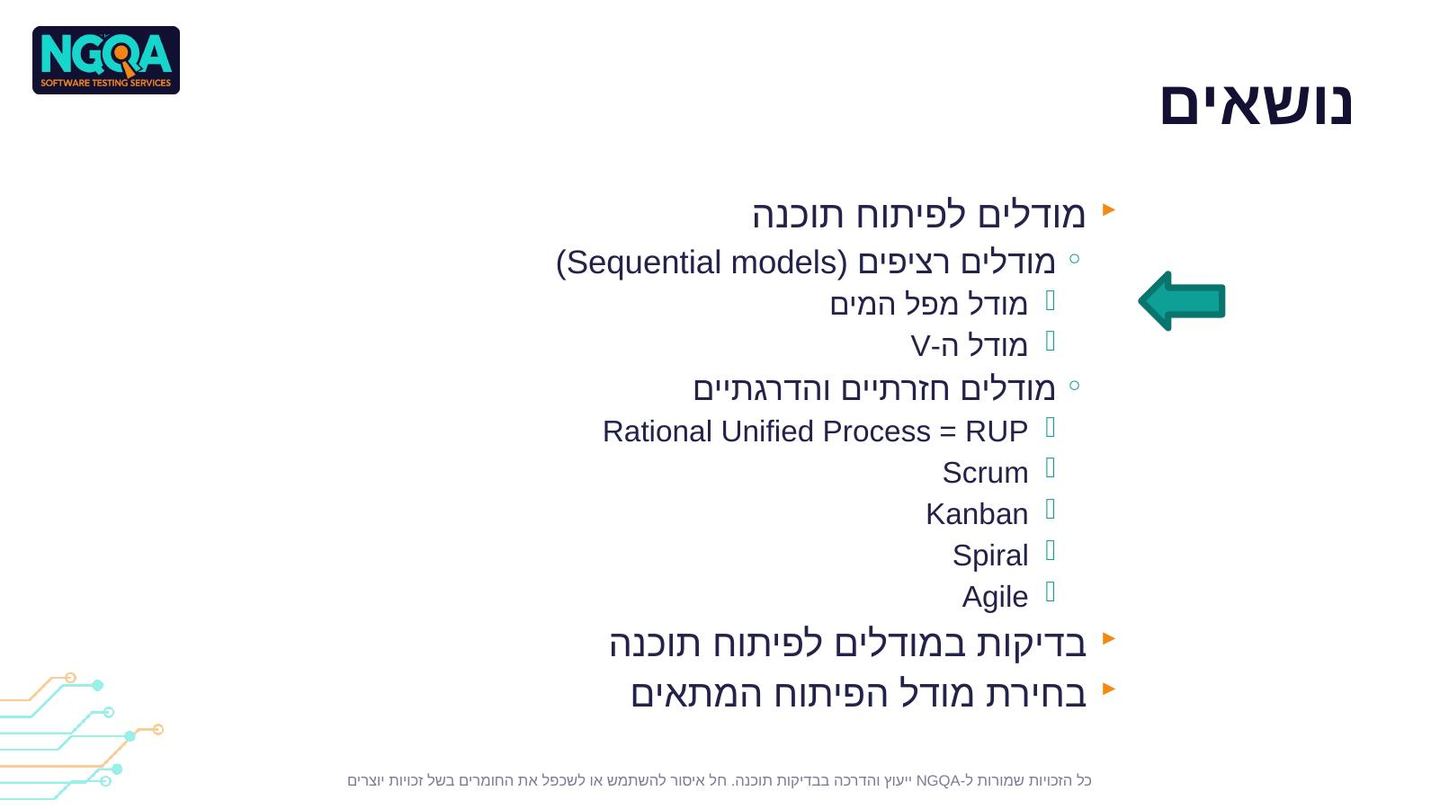 NGQA
SOFTWARE TESTING SERVICES
נושאים
מודלים לפיתוח תוכנה
מודלים רציפים (Sequential models)
מודל מפל המים
מודל ה-V
מודלים חזרתיים והדרגתיים
Rational Unified Process = RUP
Scrum
Kanban
Spiral
Agile
בדיקות במודלים לפיתוח תוכנה
בחירת מודל הפיתוח המתאים
כל הזכויות שמורות ל-NGQA ייעוץ והדרכה בבדיקות תוכנה. חל איסור להשתמש או לשכפל את החומרים בשל זכויות יוצרים